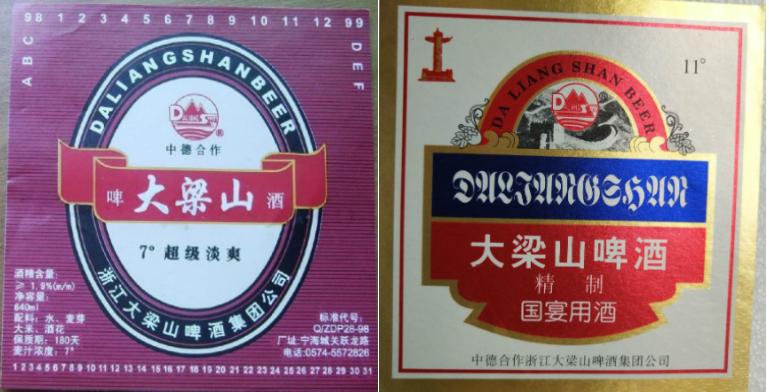 98 1 2 3 4 5 6 7 8 9 10 11 12 99
A B C
D E F
DALIANGSHANBEER
DALIANG SHAN
®
中德合作
啤 大梁山 酒
7° 超级淡爽
浙江大梁山啤酒集团公司
酒精含量:
≥ 1.9%(m/m)
净容量:
640ml
配料: 水、麦芽
大米、酒花
保质期: 180天
麦汁浓度: 7°
标准代号:
Q/ZDP28-98
厂址:宁海城关跃龙路
电话:0574-5572826
1 2 3 4 5 6 7 8 9 10 11 12 13 14 15 16 17 18 19 20 21 22 23 24 25 26 27 28 29 30 31
11°
DA LIANG SHAN BEER
DALIANGSHAN
大梁山啤酒
精 制
国宴用酒
中德合作浙江大梁山啤酒集团公司